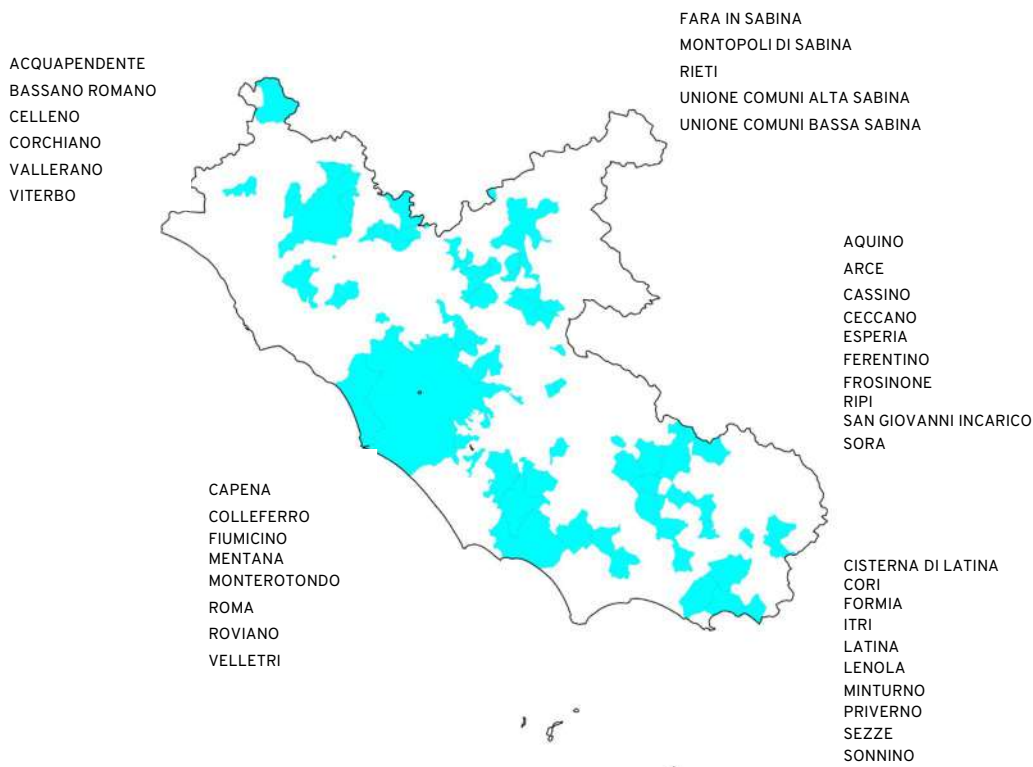 ACQUAPENDENTE
BASSANO ROMANO
CELLENO
CORCHIANO
VALLERANO
VITERBO
FARA IN SABINA
MONTOPOLI DI SABINA
RIETI
UNIONE COMUNI ALTA SABINA
UNIONE COMUNI BASSA SABINA
AQUINO
ARCE
CASSINO
CECCANO
ESPERIA
FERENTINO
FROSINONE
RIPI
SAN GIOVANNI INCARICO
SORA
CAPENA
COLLEFERRO
FIUMICINO
MENTANA
MONTEROTONDO
ROMA
ROVIANO
VELLETRI
CISTERNA DI LATINA
CORI
FORMIA
ITRI
LATINA
LENOLA
MINTURNO
PRIVERNO
SEZZE
SONNINO